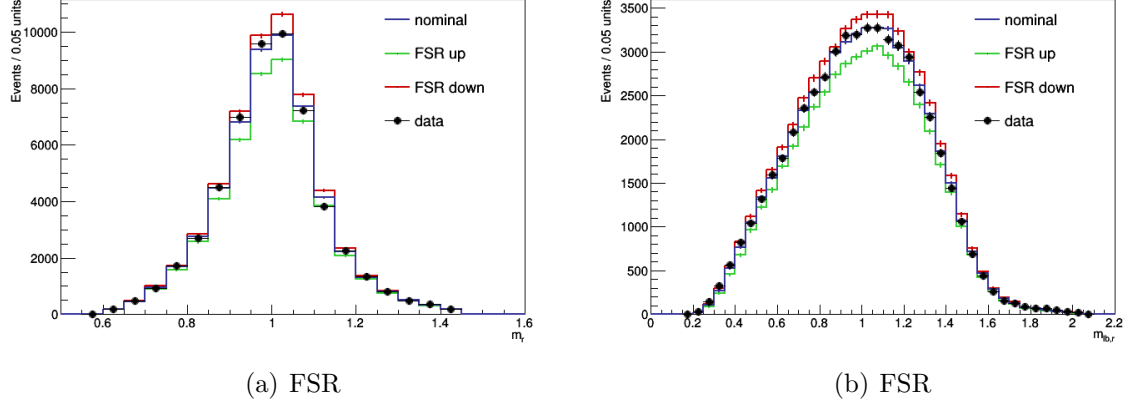 Events / 0.05 units
10000
8000
6000
4000
2000
0
0.6
0.8
1
1.2
1.4
1.6
m_r
nominal
FSR up
FSR down
data
(a) FSR
Events / 0.05 units
3500
3000
2500
2000
1500
1000
500
0
0
0.2
0.4
0.6
0.8
1
1.2
1.4
1.6
1.8
2
2.2
m_lb,r
nominal
FSR up
FSR down
data
(b) FSR